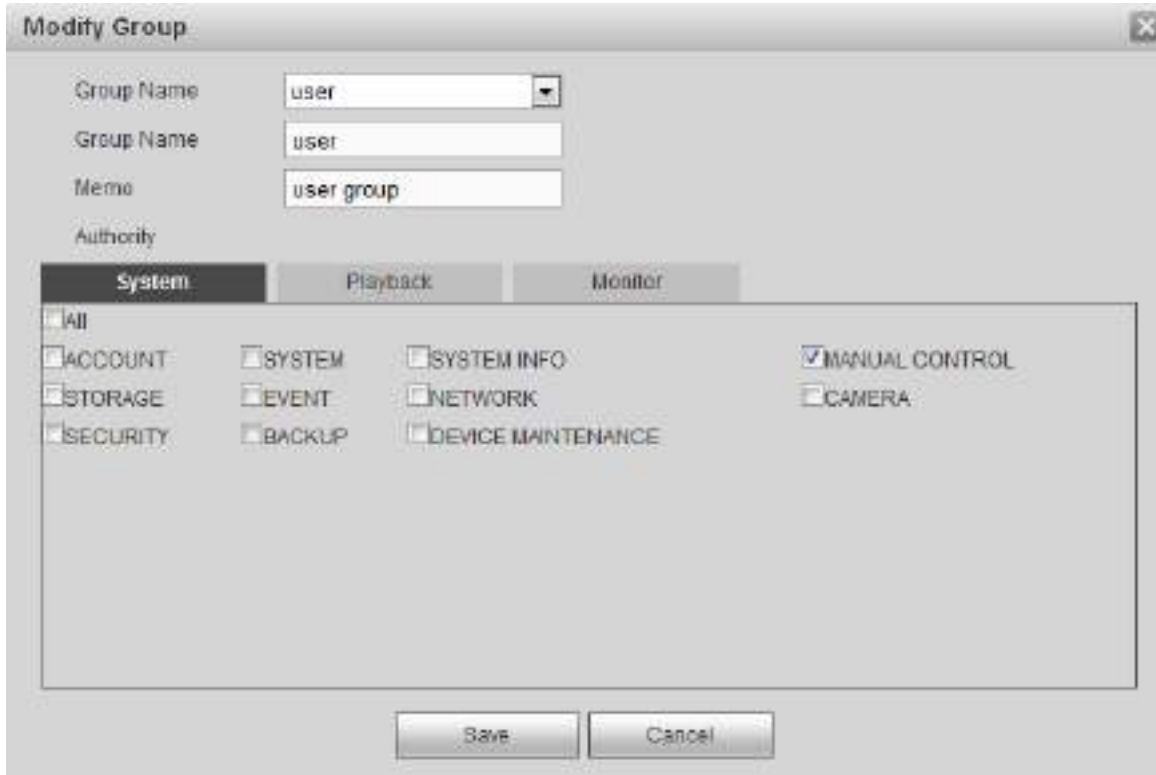 Modify Group
Group Name user
Group Name user
Memo user group
Authority
System Playback Monitor
All
ACCOUNT SYSTEM SYSTEM INFO MANUAL CONTROL
STORAGE EVENT NETWORK CAMERA
SECURITY BACKUP DEVICE MAINTENANCE
Save Cancel